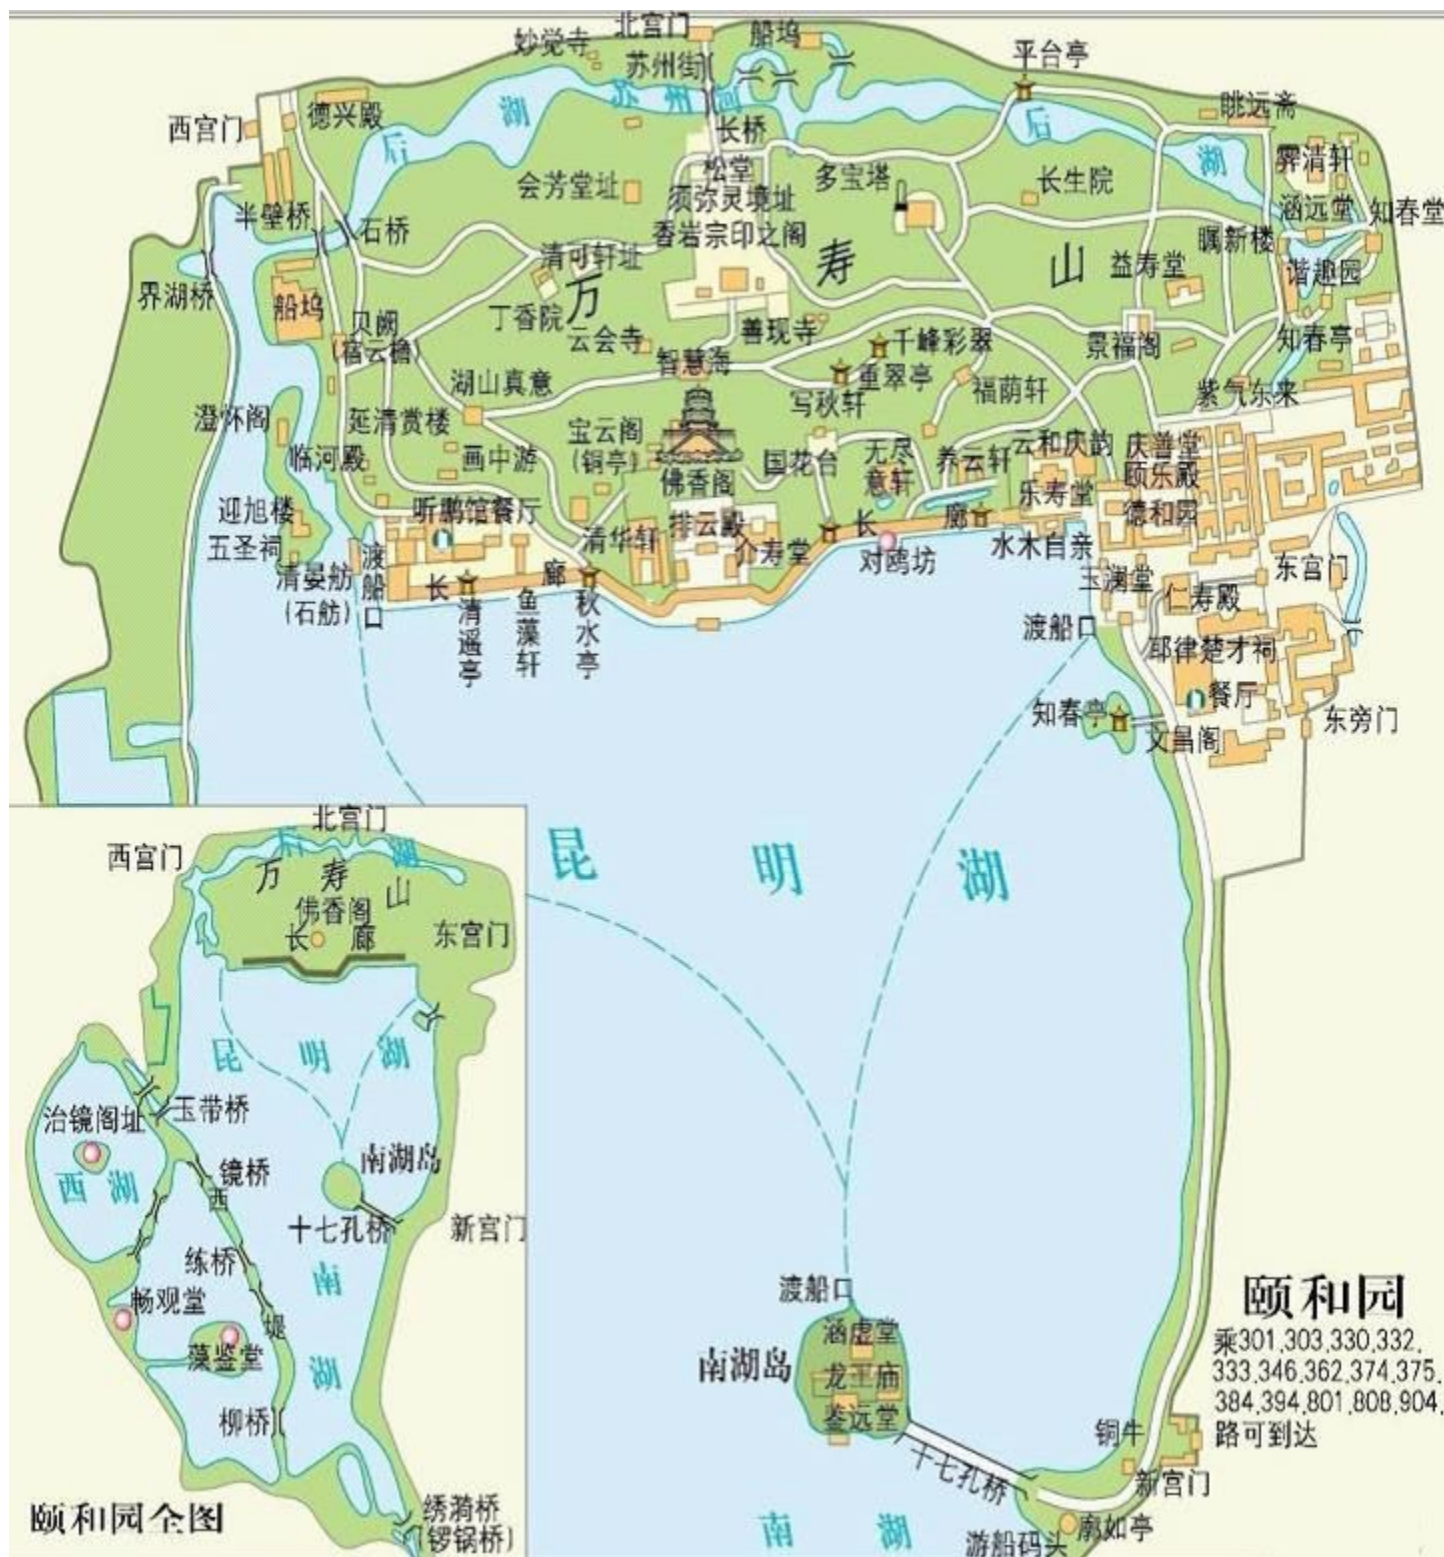 北宫门
船坞
妙觉寺
苏州街
平台亭
德兴殿
湖
苏州河
眺远斋
西宫门
后
长桥
后
湖
霁清轩
松堂
多宝塔
长生院
会芳堂址
须弥灵境址
涵远堂
知春堂
半壁桥
石桥
香岩宗印之阁
瞩新楼
清可轩址
万
寿
山
益寿堂
谐趣园
界湖桥
船坞
丁香院
贝阙
(宿云檐)
云会寺
善现寺
千峰彩翠
景福阁
知春亭
智慧海
湖山真意
重翠亭
福荫轩
紫气东来
写秋轩
澄怀阁
延清赏楼
宝云阁
(铜亭)
国花台
无尽
意轩
云和庆韵
庆善堂
临河殿
画中游
佛香阁
养云轩
颐乐殿
乐寿堂
迎旭楼
听鹂馆餐厅
排云殿
长
廊
德和园
五圣祠
清华轩
介寿堂
对鸥坊
水木自亲
清晏舫
(石舫)
渡船口
长
廊
玉澜堂
仁寿殿
东宫门
清遥亭
鱼藻轩
秋水亭
渡船口
耶律楚才祠
餐厅
知春亭
文昌阁
东旁门
昆
明
湖
渡船口
涵虚堂
南湖岛
龙王庙
鉴远堂
十七孔桥
铜牛
新宫门
廓如亭
游船码头
南
湖
颐和园
乘301,303,330,332,
333,346,362,374,375,
384,394,801,808,904,
路可到达
北宫门
西宫门
后
湖
万
寿
山
佛香阁
长
廊
东宫门
昆
明
湖
玉带桥
治镜阁址
西
湖
镜桥
南湖岛
西
十七孔桥
新宫门
练桥
南
畅观堂
堤
藻鉴堂
湖
柳桥
绣漪桥
(锣锅桥)
颐和园全图